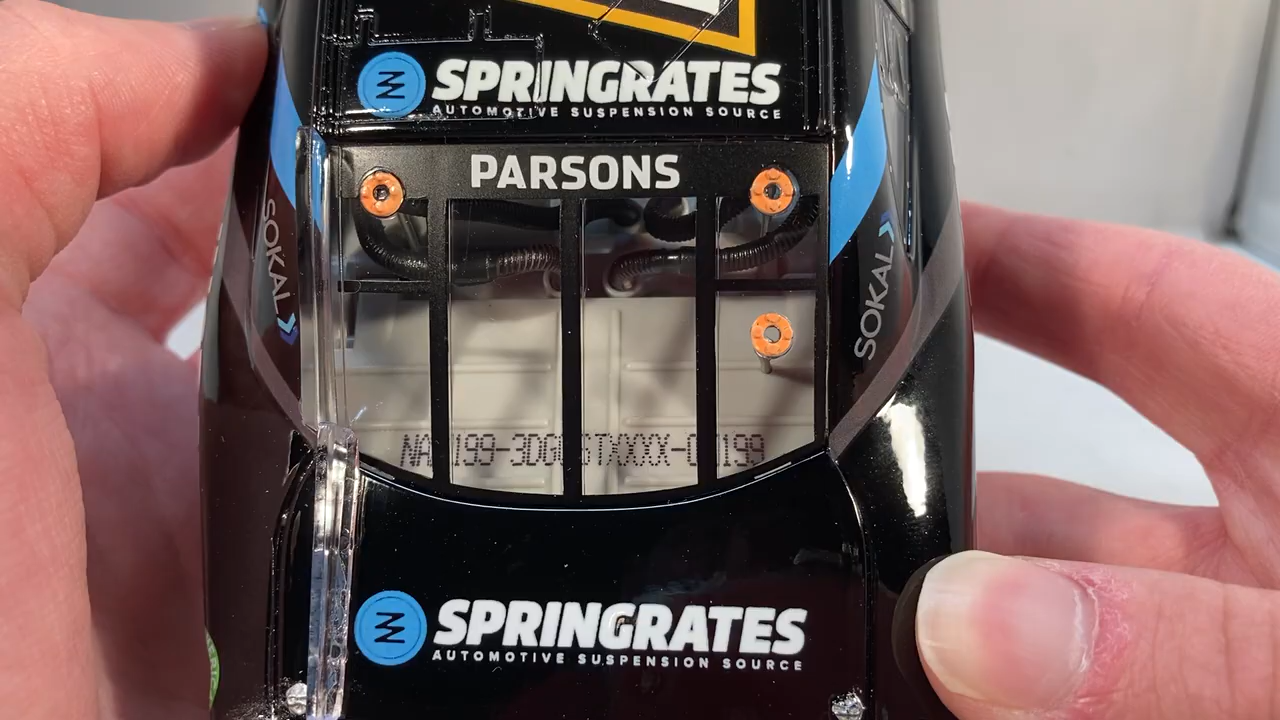 SPRINGRATES
AUTOMOTIVE SUSPENSION SOURCE
PARSONS
SOKAL
SOKAL
SPRINGRATES
AUTOMOTIVE SUSPENSION SOURCE